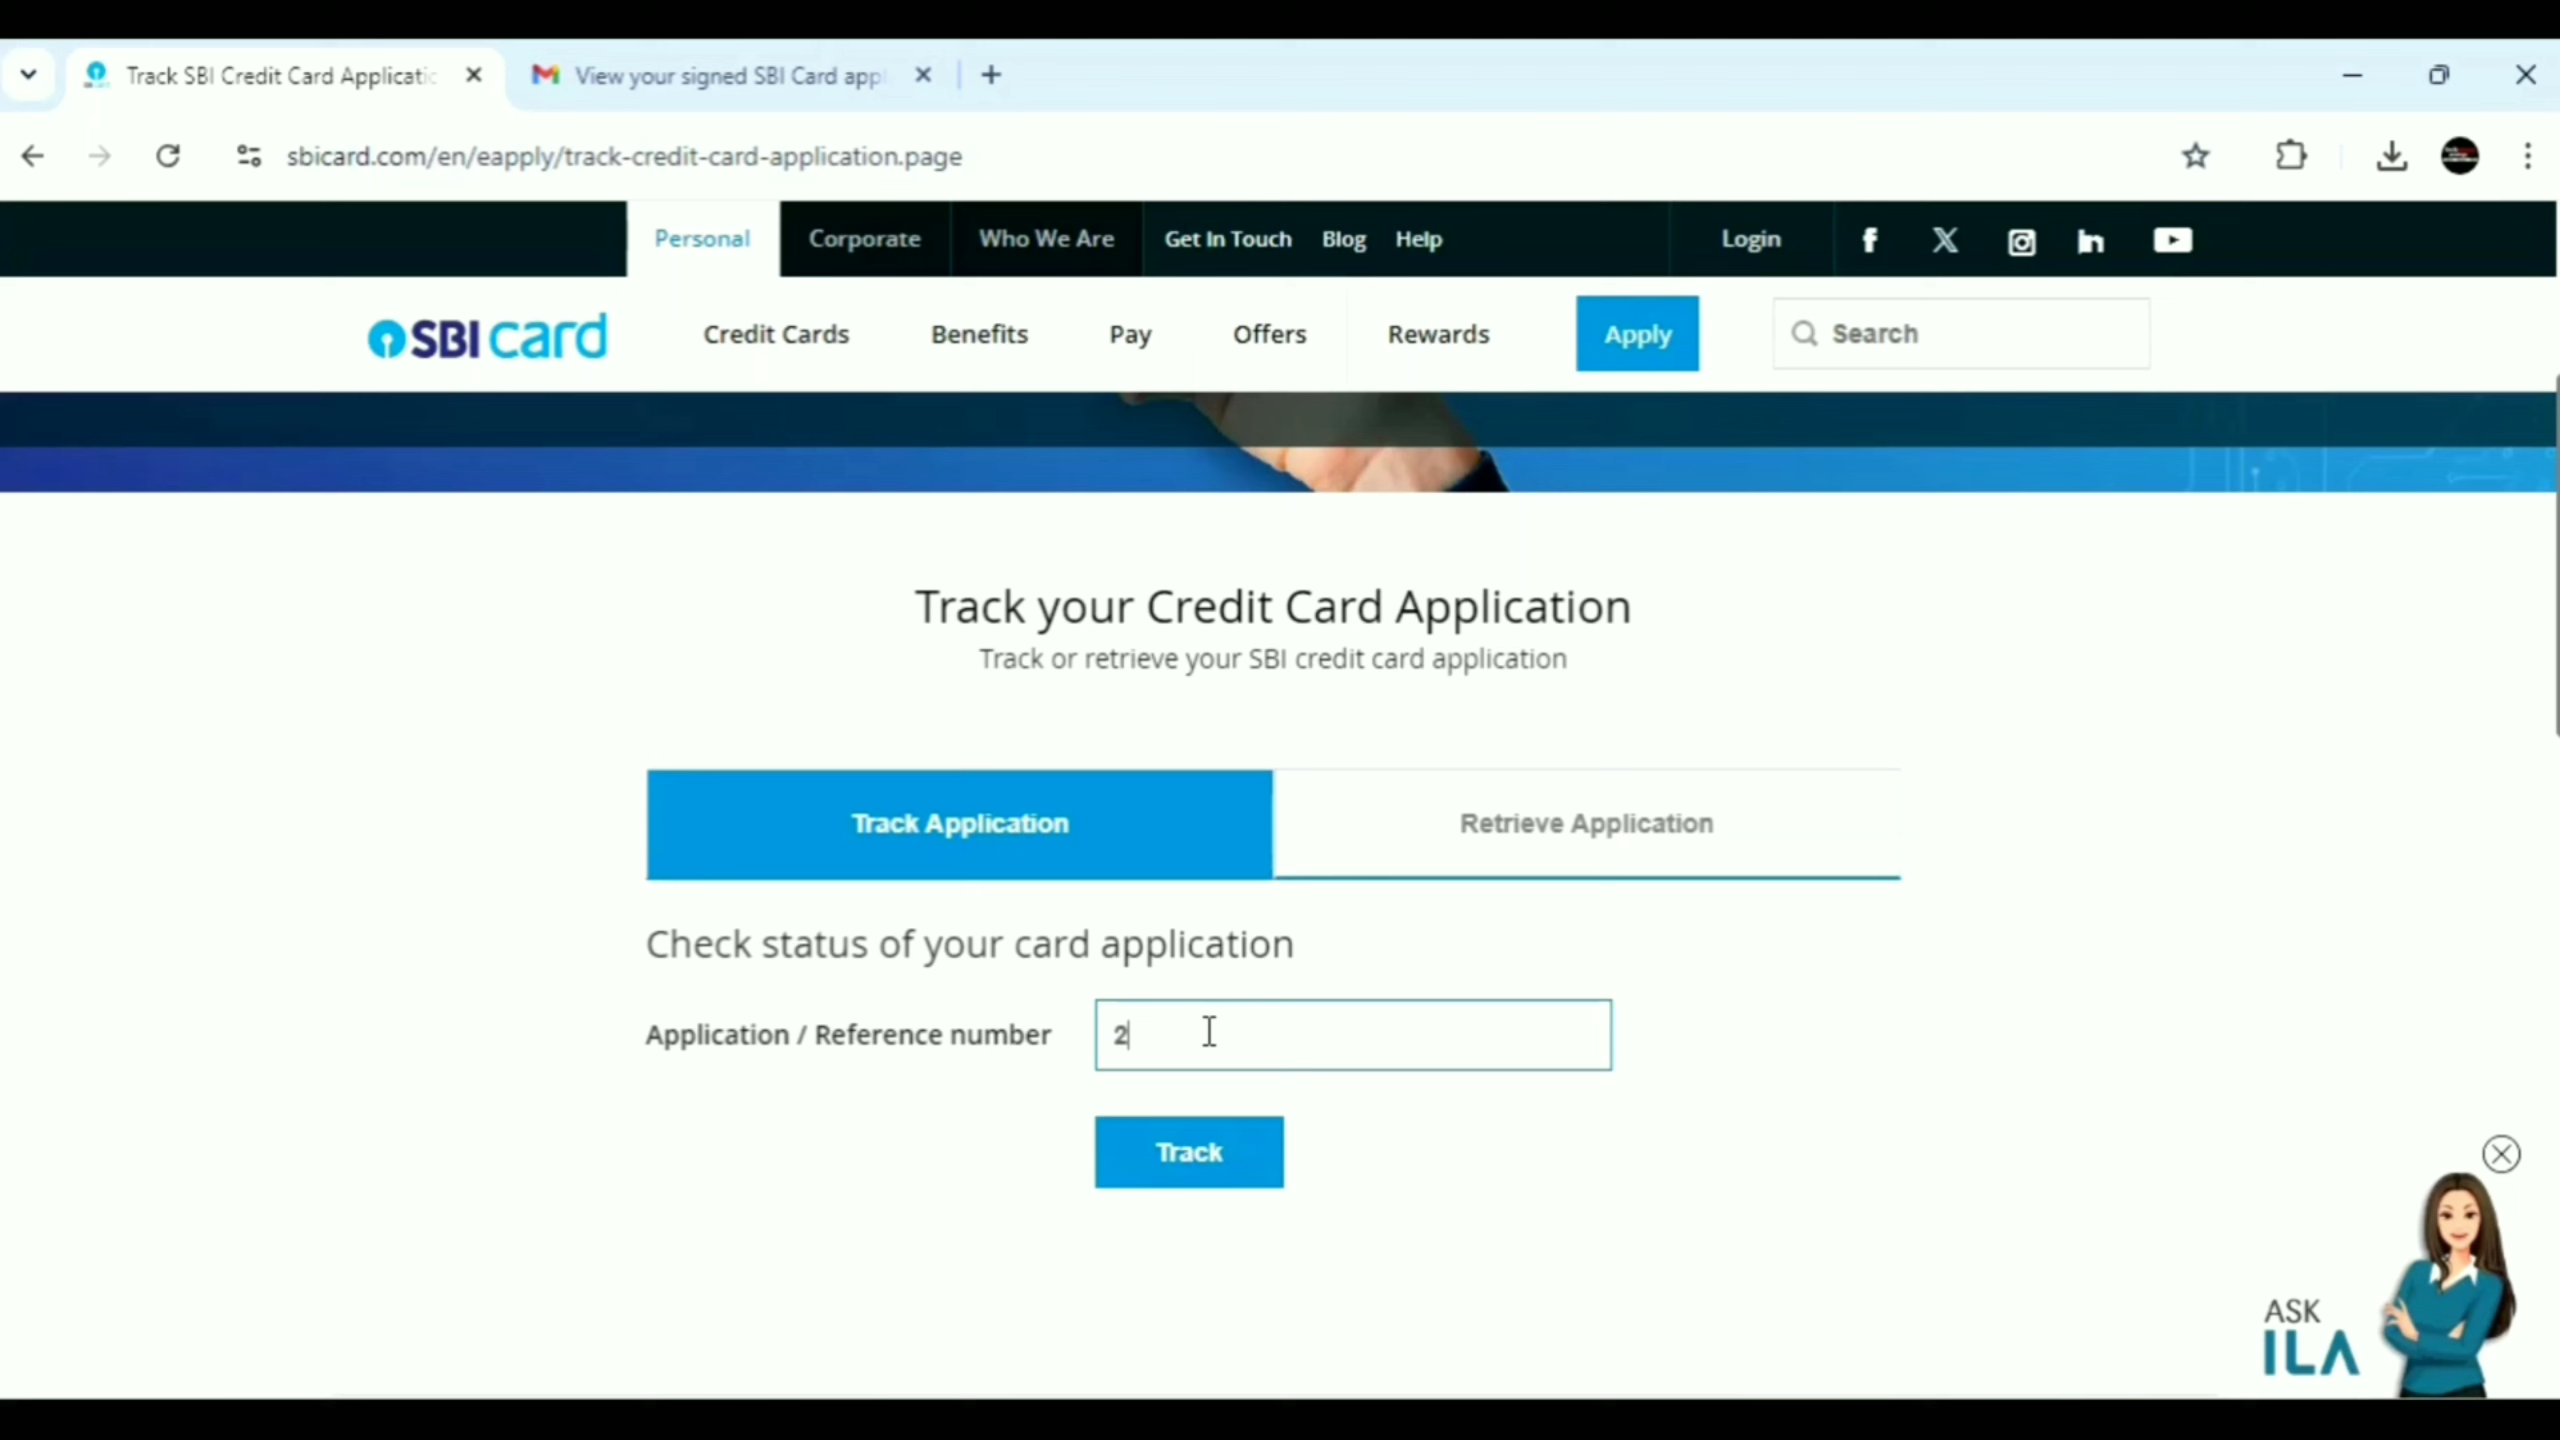 Track SBI Credit Card Applicatic
View your signed SBI Card appl
sbicard.com/en/eapply/track-credit-card-application.page
Personal Corporate Who We Are Get In Touch Blog Help Login
SBI card Credit Cards Benefits Pay Offers Rewards Apply Search
Track your Credit Card Application
Track or retrieve your SBI credit card application
Track Application Retrieve Application
Check status of your card application
Application / Reference number 2
Track
ASK
ILA